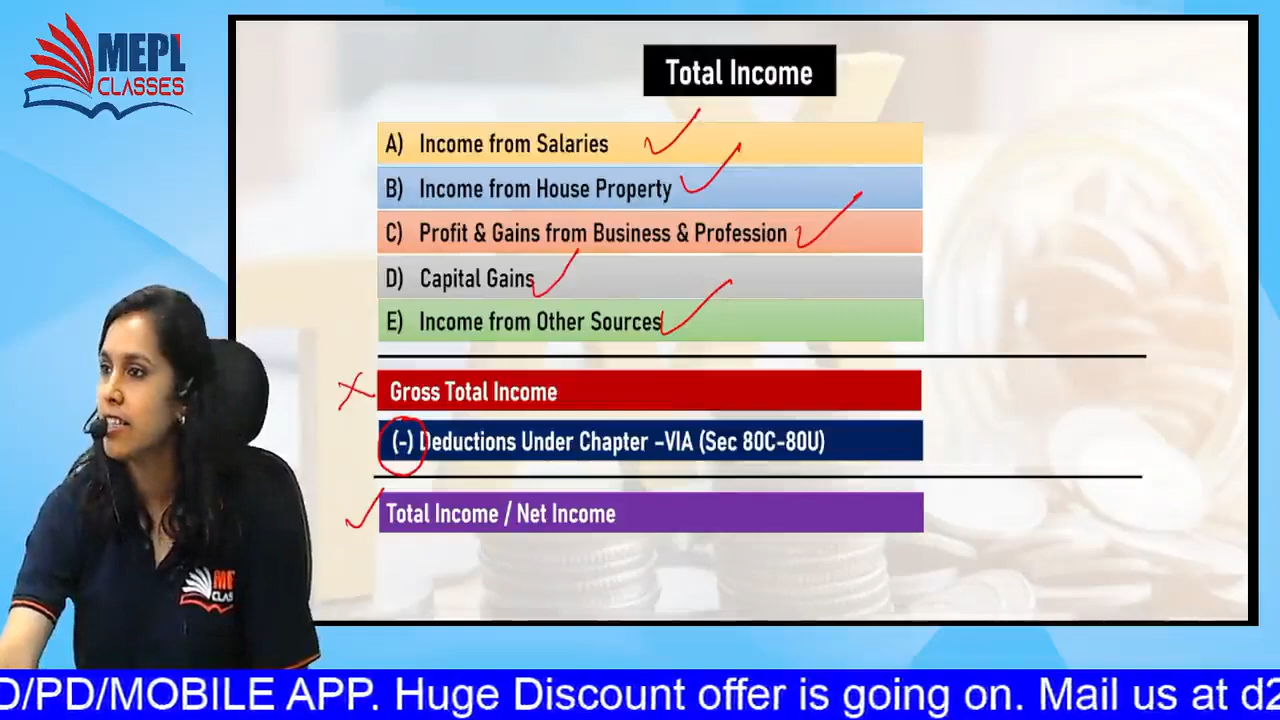 MEPL
CLASSES
Total Income
A) Income from Salaries
B) Income from House Property
C) Profit & Gains from Business & Profession
D) Capital Gains
E) Income from Other Sources
Gross Total Income
(-) Deductions Under Chapter –VIA (Sec 80C-80U)
Total Income / Net Income
D/PD/MOBILE APP. Huge Discount offer is going on. Mail us at d2